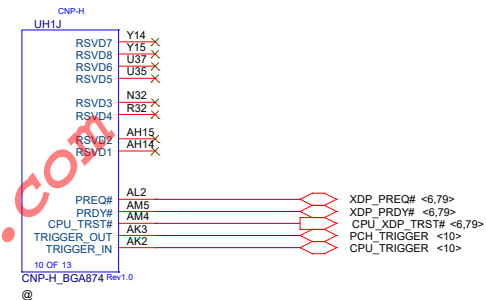 CNP-H
UH1J
RSVD7 Y14
RSVD8 Y15
RSVD6 U37
RSVD5 U35
RSVD3 N32
RSVD4 R32
RSVD2 AH15
RSVD1 AH14
PREQ# AL2 XDP_PREQ# <6,79>
PRDY# AM5 XDP_PRDY# <6,79>
CPU_TRST# AM4 CPU_XDP_TRST# <6,79>
TRIGGER_OUT AK3 PCH_TRIGGER <10>
TRIGGER_IN AK2 CPU_TRIGGER <10>
10 OF 13
CNP-H_BGA874 Rev1.0
@
.com